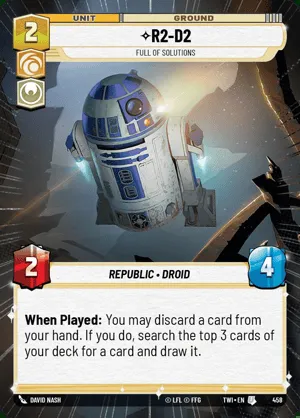 UNIT
GROUND
2
✧R2-D2
FULL OF SOLUTIONS
2
4
REPUBLIC • DROID
When Played: You may discard a card from
your hand. If you do, search the top 3 cards of
your deck for a card and draw it.
DAVID NASH
© LFL © FFG
TWI • EN
458